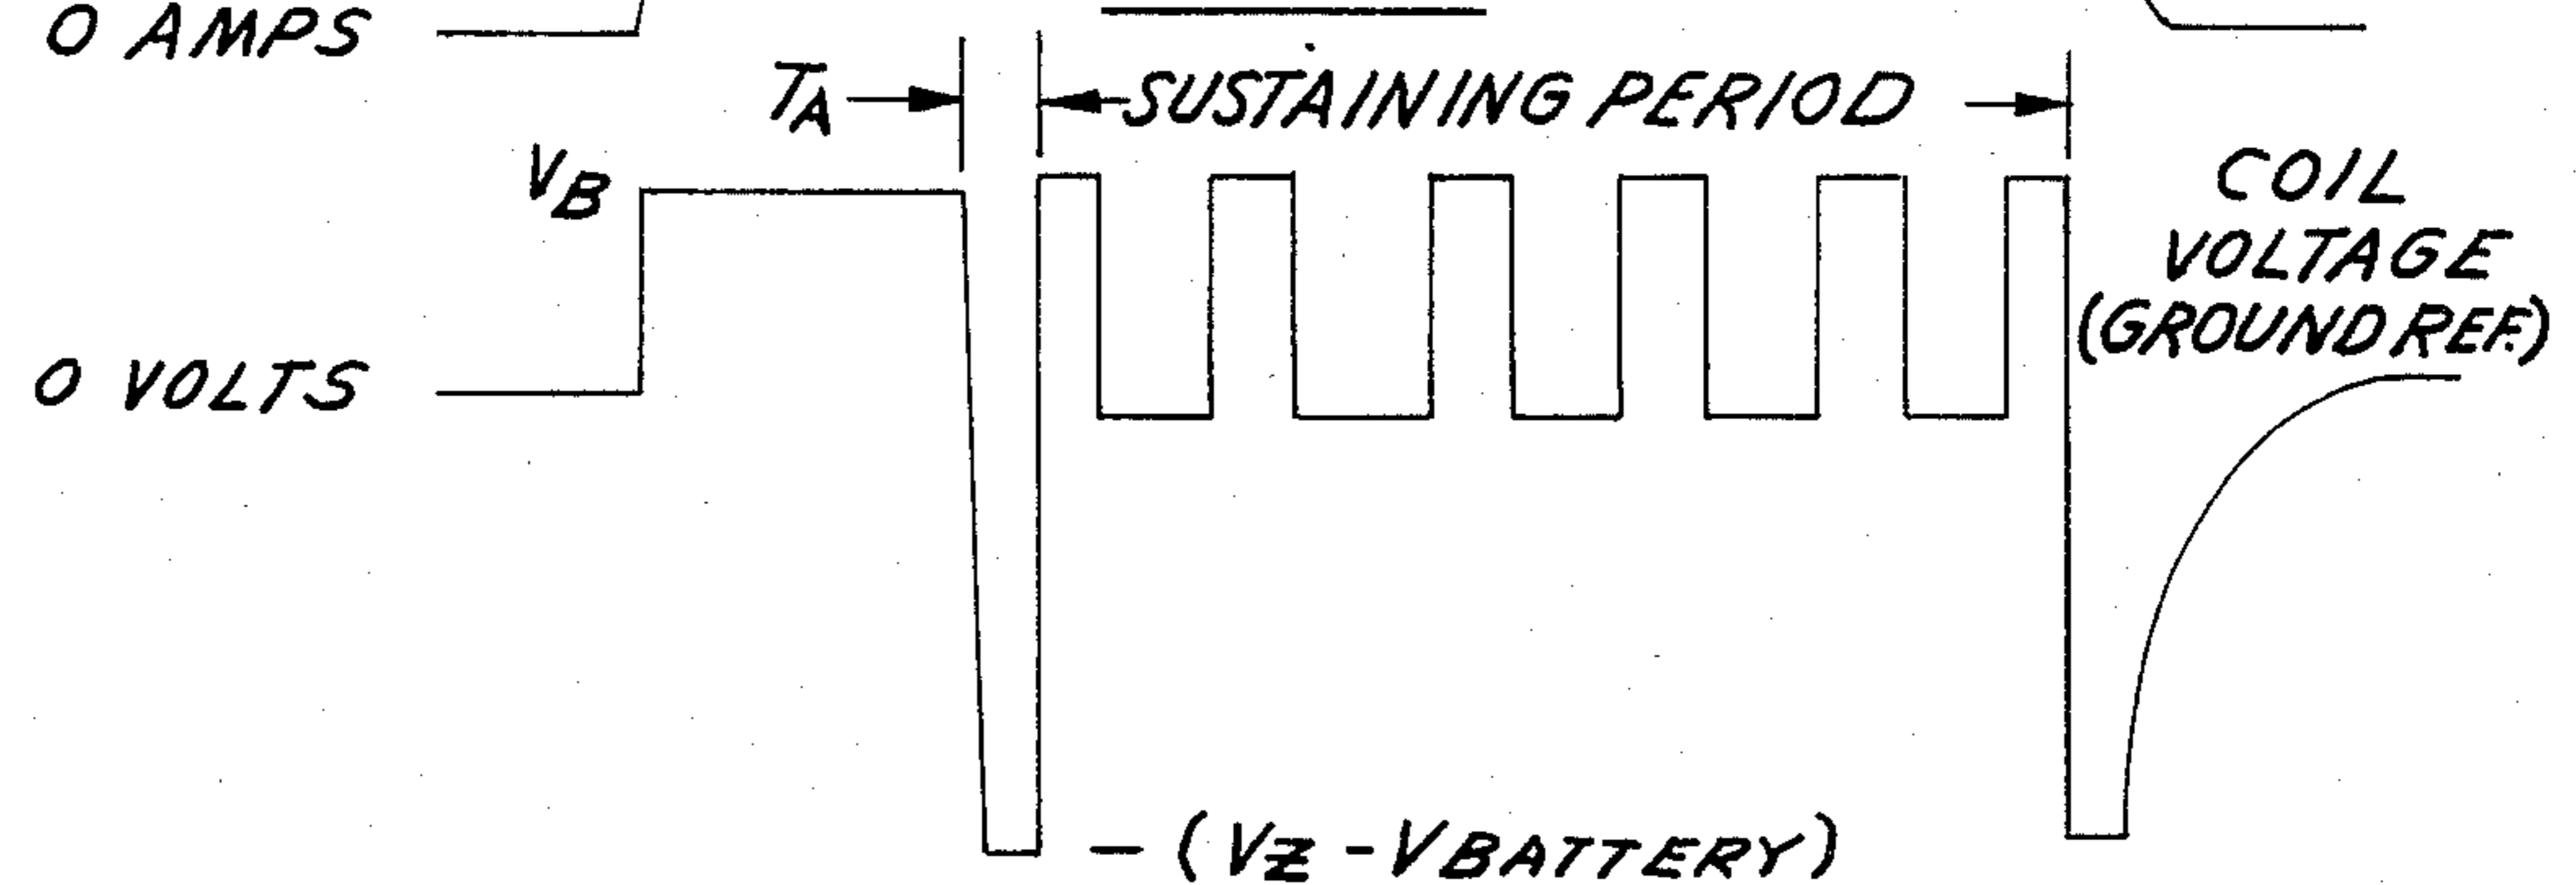 0 AMPS
TA
SUSTAINING PERIOD
VB
COIL
VOLTAGE
(GROUND REF.)
0 VOLTS
- (VZ - VBATTERY)